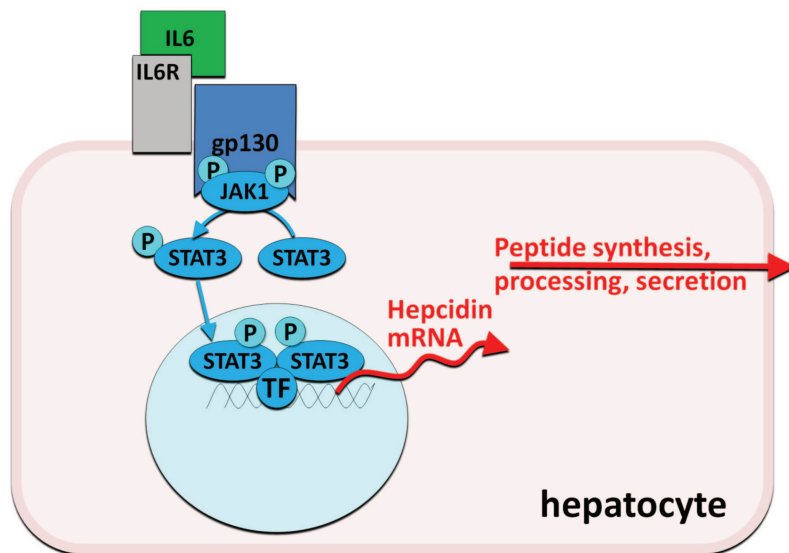 IL6
IL6R
gp130
P
P
JAK1
P
STAT3
STAT3
Peptide synthesis,
processing, secretion
Hepcidin
mRNA
P
P
STAT3
STAT3
TF
hepatocyte